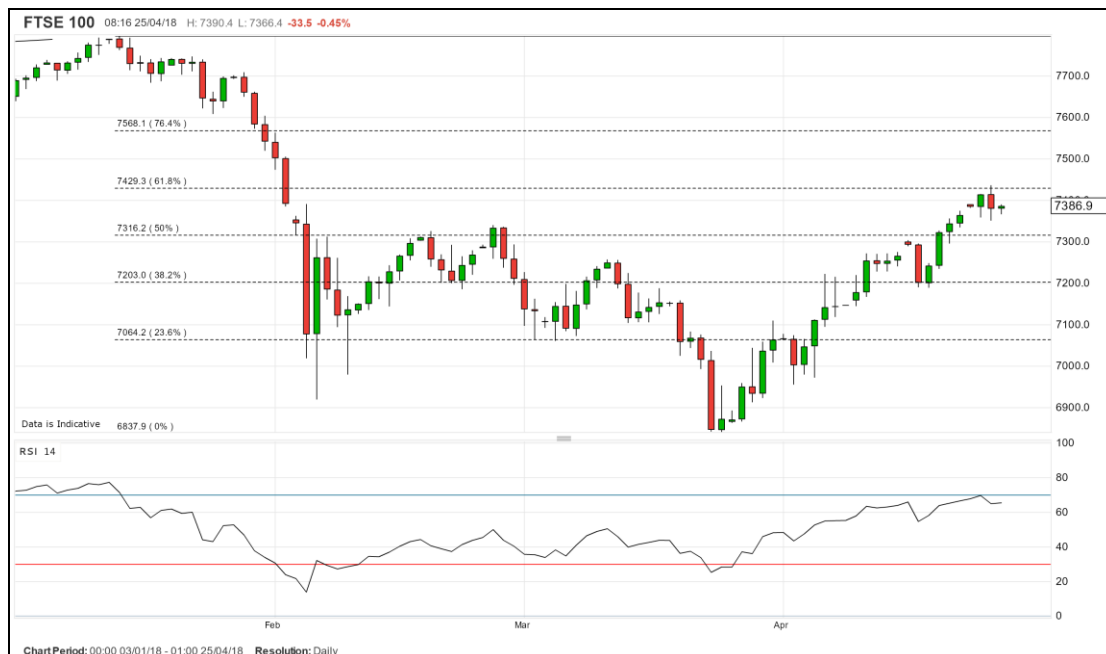 FTSE 100 08:16 25/04/18 H: 7390.4 L: 7366.4 -33.5 -0.45%
7700.0
7568.1 ( 76.4%)
7600.0
7500.0
7429.3 ( 61.8%)
7386.9
7316.2 ( 50%)
7300.0
7203.0 ( 38.2%)
7200.0
7100.0
7064.2 ( 23.6%)
7000.0
6900.0
Data is Indicative 6837.9 ( 0%)
RSI 14
100
80
60
40
20
0
Feb Mar Apr
Chart Period: 00:00 03/01/18 - 01:00 25/04/18 Resolution: Daily